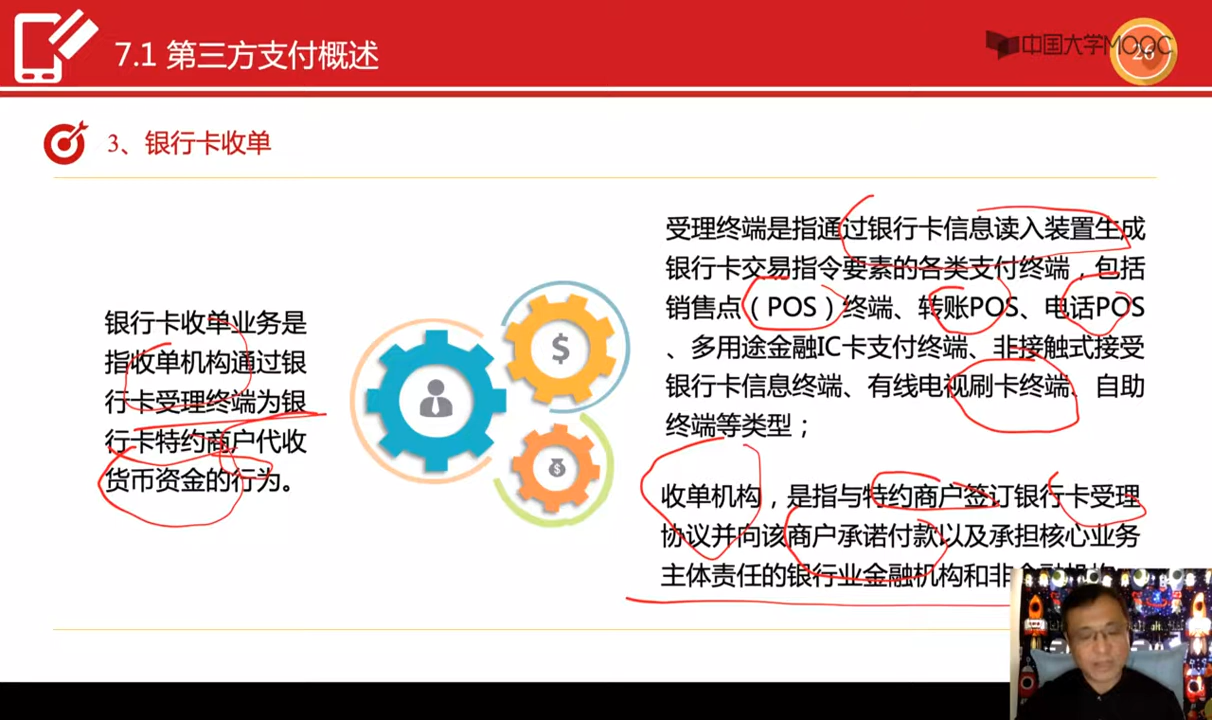 7.1 第三方支付概述
中国大学MOOC
26
3、银行卡收单
银行卡收单业务是
指收单机构通过银
行卡受理终端为银
行卡特约商户代收
货币资金的行为。
$
$
受理终端是指通过银行卡信息读入装置生成
银行卡交易指令要素的各类支付终端，包括
销售点（POS）终端、转账POS、电话POS
、多用途金融IC卡支付终端、非接触式接受
银行卡信息终端、有线电视刷卡终端、自助
终端等类型；
收单机构，是指与特约商户签订银行卡受理
协议并向该商户承诺付款以及承担核心业务
主体责任的银行业金融机构和非